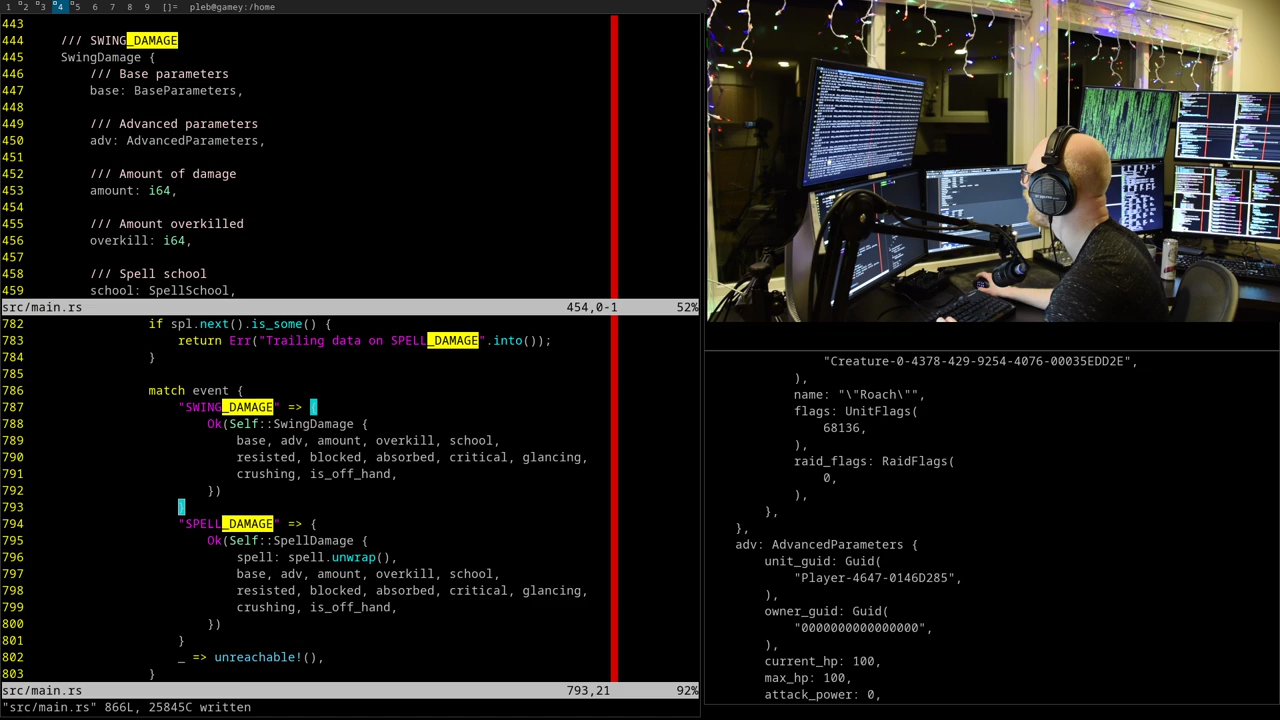 1 2 3 4 5 6 7 8 9 []= pleb@gamey:/home
443
444 /// SWING_DAMAGE
445 SwingDamage {
446 /// Base parameters
447 base: BaseParameters,
448
449 /// Advanced parameters
450 adv: AdvancedParameters,
451
452 /// Amount of damage
453 amount: i64,
454
455 /// Amount overkilled
456 overkill: i64,
457
458 /// Spell school
459 school: SpellSchool,
src/main.rs 454,0-1 52%
782 if spl.next().is_some() {
783 return Err("Trailing data on SPELL_DAMAGE".into());
784 }
785
786 match event {
787 "SWING_DAMAGE" => {
788 Ok(Self::SwingDamage {
789 base, adv, amount, overkill, school,
790 resisted, blocked, absorbed, critical, glancing,
791 crushing, is_off_hand,
792 })
793 }
794 "SPELL_DAMAGE" => {
795 Ok(Self::SpellDamage {
796 spell: spell.unwrap(),
797 base, adv, amount, overkill, school,
798 resisted, blocked, absorbed, critical, glancing,
799 crushing, is_off_hand,
800 })
801 }
802 _ => unreachable!(),
803 }
src/main.rs 793,21 92%
"src/main.rs" 866L, 25845C written
"Creature-0-4378-429-9254-4076-00035EDD2E",
),
name: "\"Roach\"",
flags: UnitFlags(
68136,
),
raid_flags: RaidFlags(
0,
),
},
},
adv: AdvancedParameters {
unit_guid: Guid(
"Player-4647-0146D285",
),
owner_guid: Guid(
"0000000000000000",
),
current_hp: 100,
max_hp: 100,
attack_power: 0,